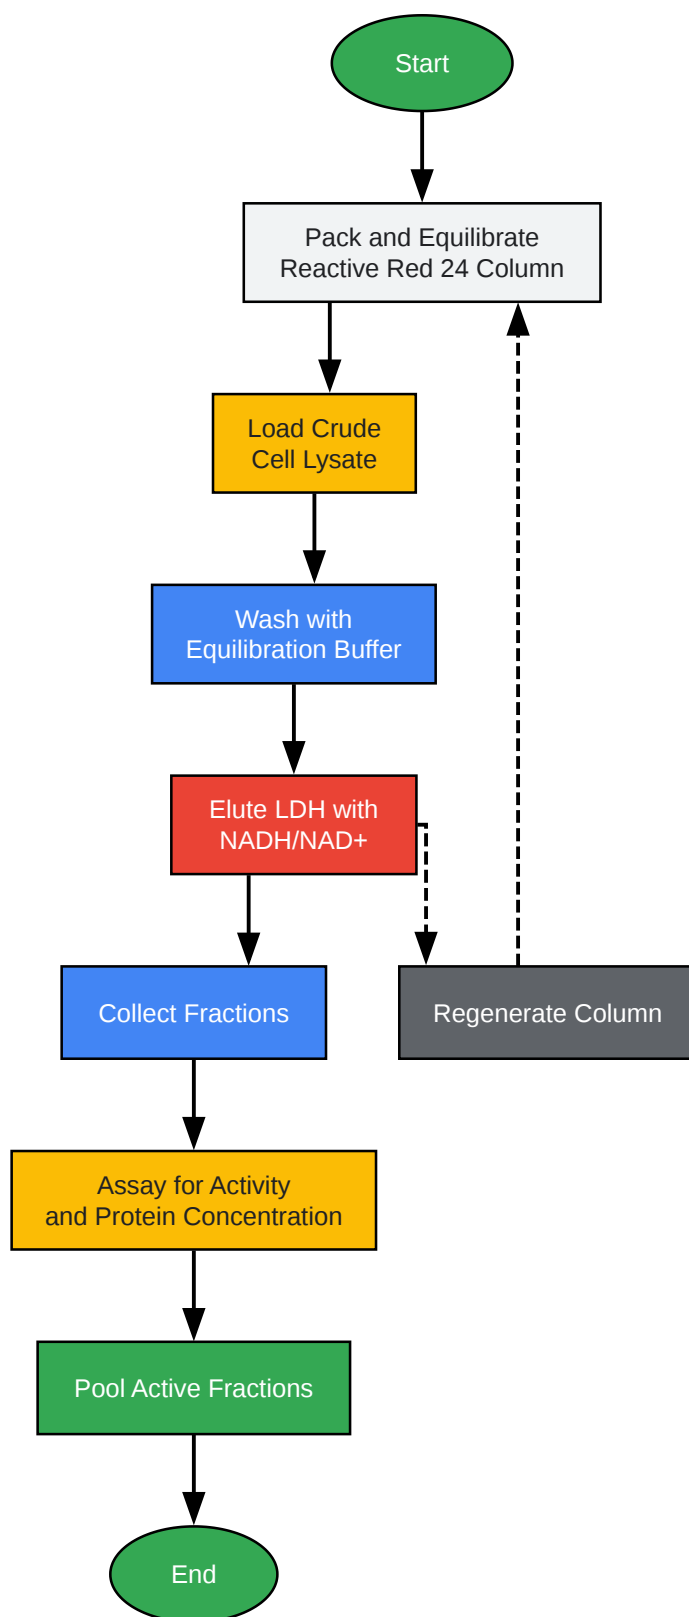 Start
Pack and Equilibrate
Reactive Red 24 Column
Load Crude
Cell Lysate
Wash with
Equilibration Buffer
Elute LDH with
NADH/NAD+
Collect Fractions
Regenerate Column
Assay for Activity
and Protein Concentration
Pool Active Fractions
End